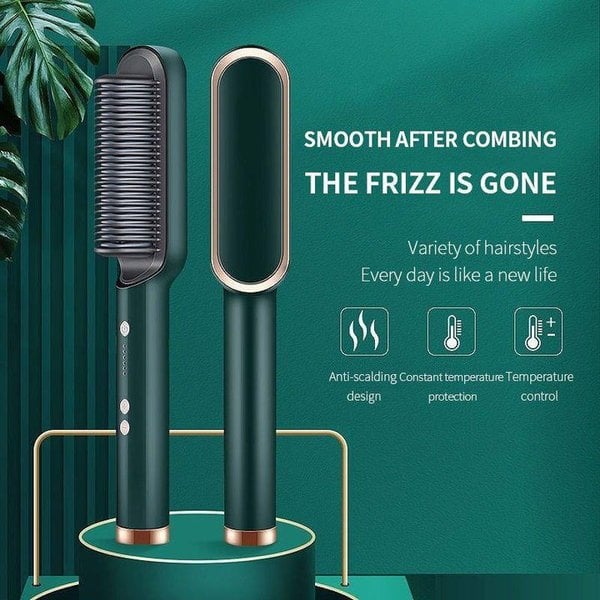 SMOOTH AFTER COMBING
THE FRIZZ IS GONE
Variety of hairstyles
Every day is like a new life
Anti-scalding
design
Constant temperature
protection
Temperature
control
+
-